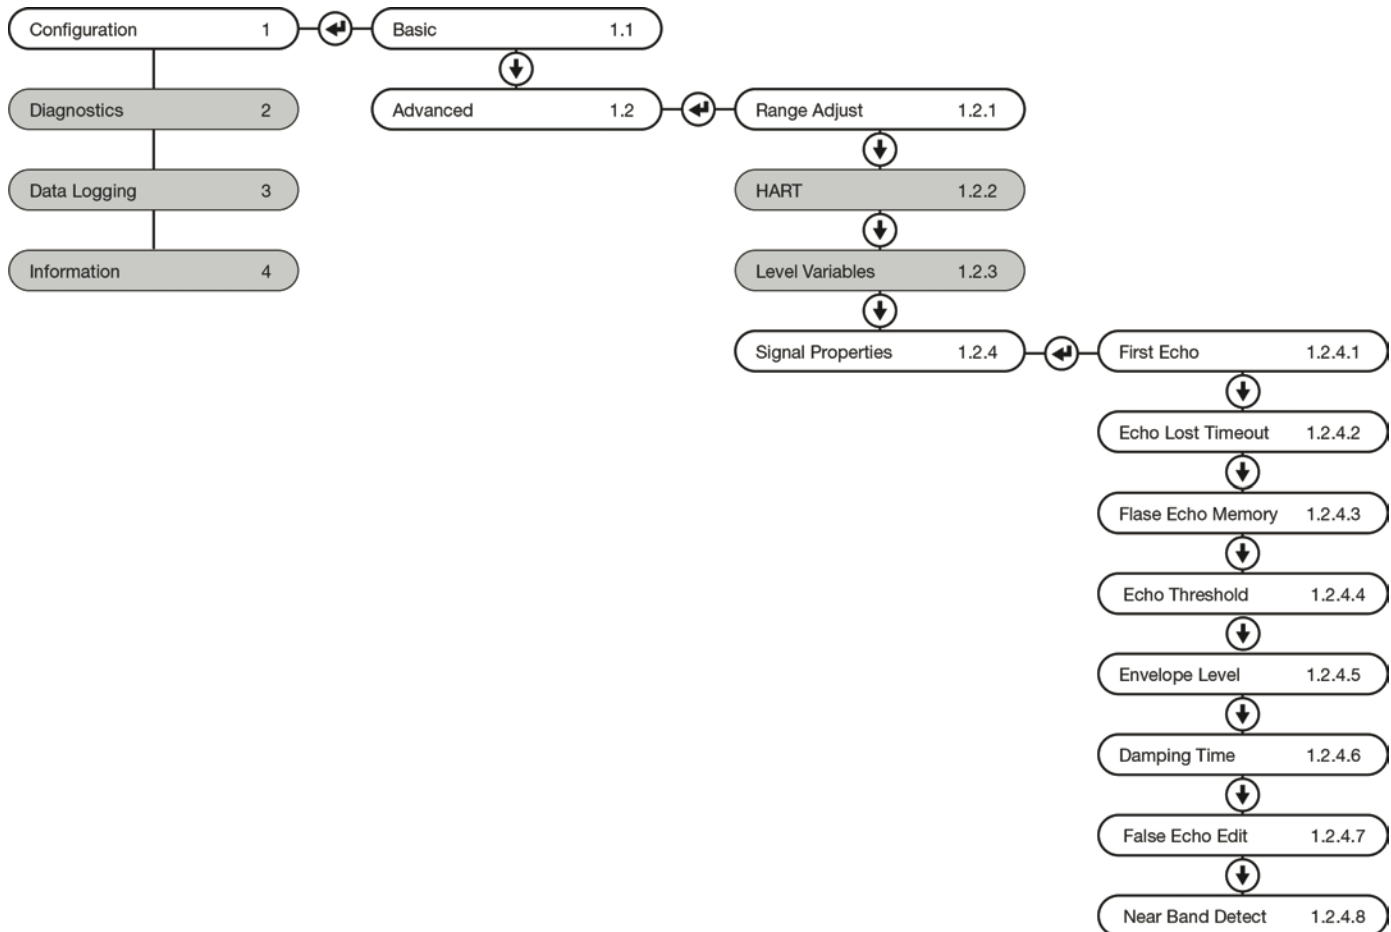 Configuration 1
Basic 1.1
Diagnostics 2
Advanced 1.2
Range Adjust 1.2.1
Data Logging 3
HART 1.2.2
Information 4
Level Variables 1.2.3
Signal Properties 1.2.4
First Echo 1.2.4.1
Echo Lost Timeout 1.2.4.2
Flase Echo Memory 1.2.4.3
Echo Threshold 1.2.4.4
Envelope Level 1.2.4.5
Damping Time 1.2.4.6
False Echo Edit 1.2.4.7
Near Band Detect 1.2.4.8